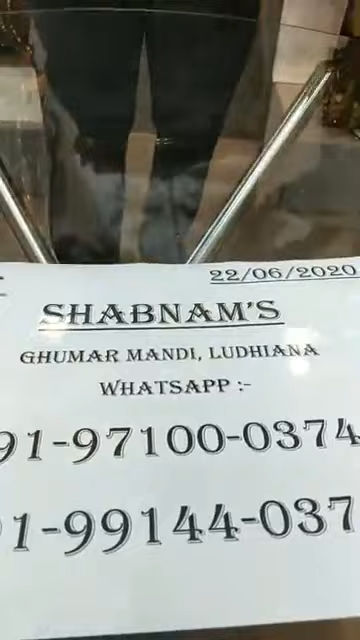 22/06/2020
SHABNAM'S
GHUMAR MANDI, LUDHIANA
WHATSAPP :-
91-97100-0374
1-99144-037